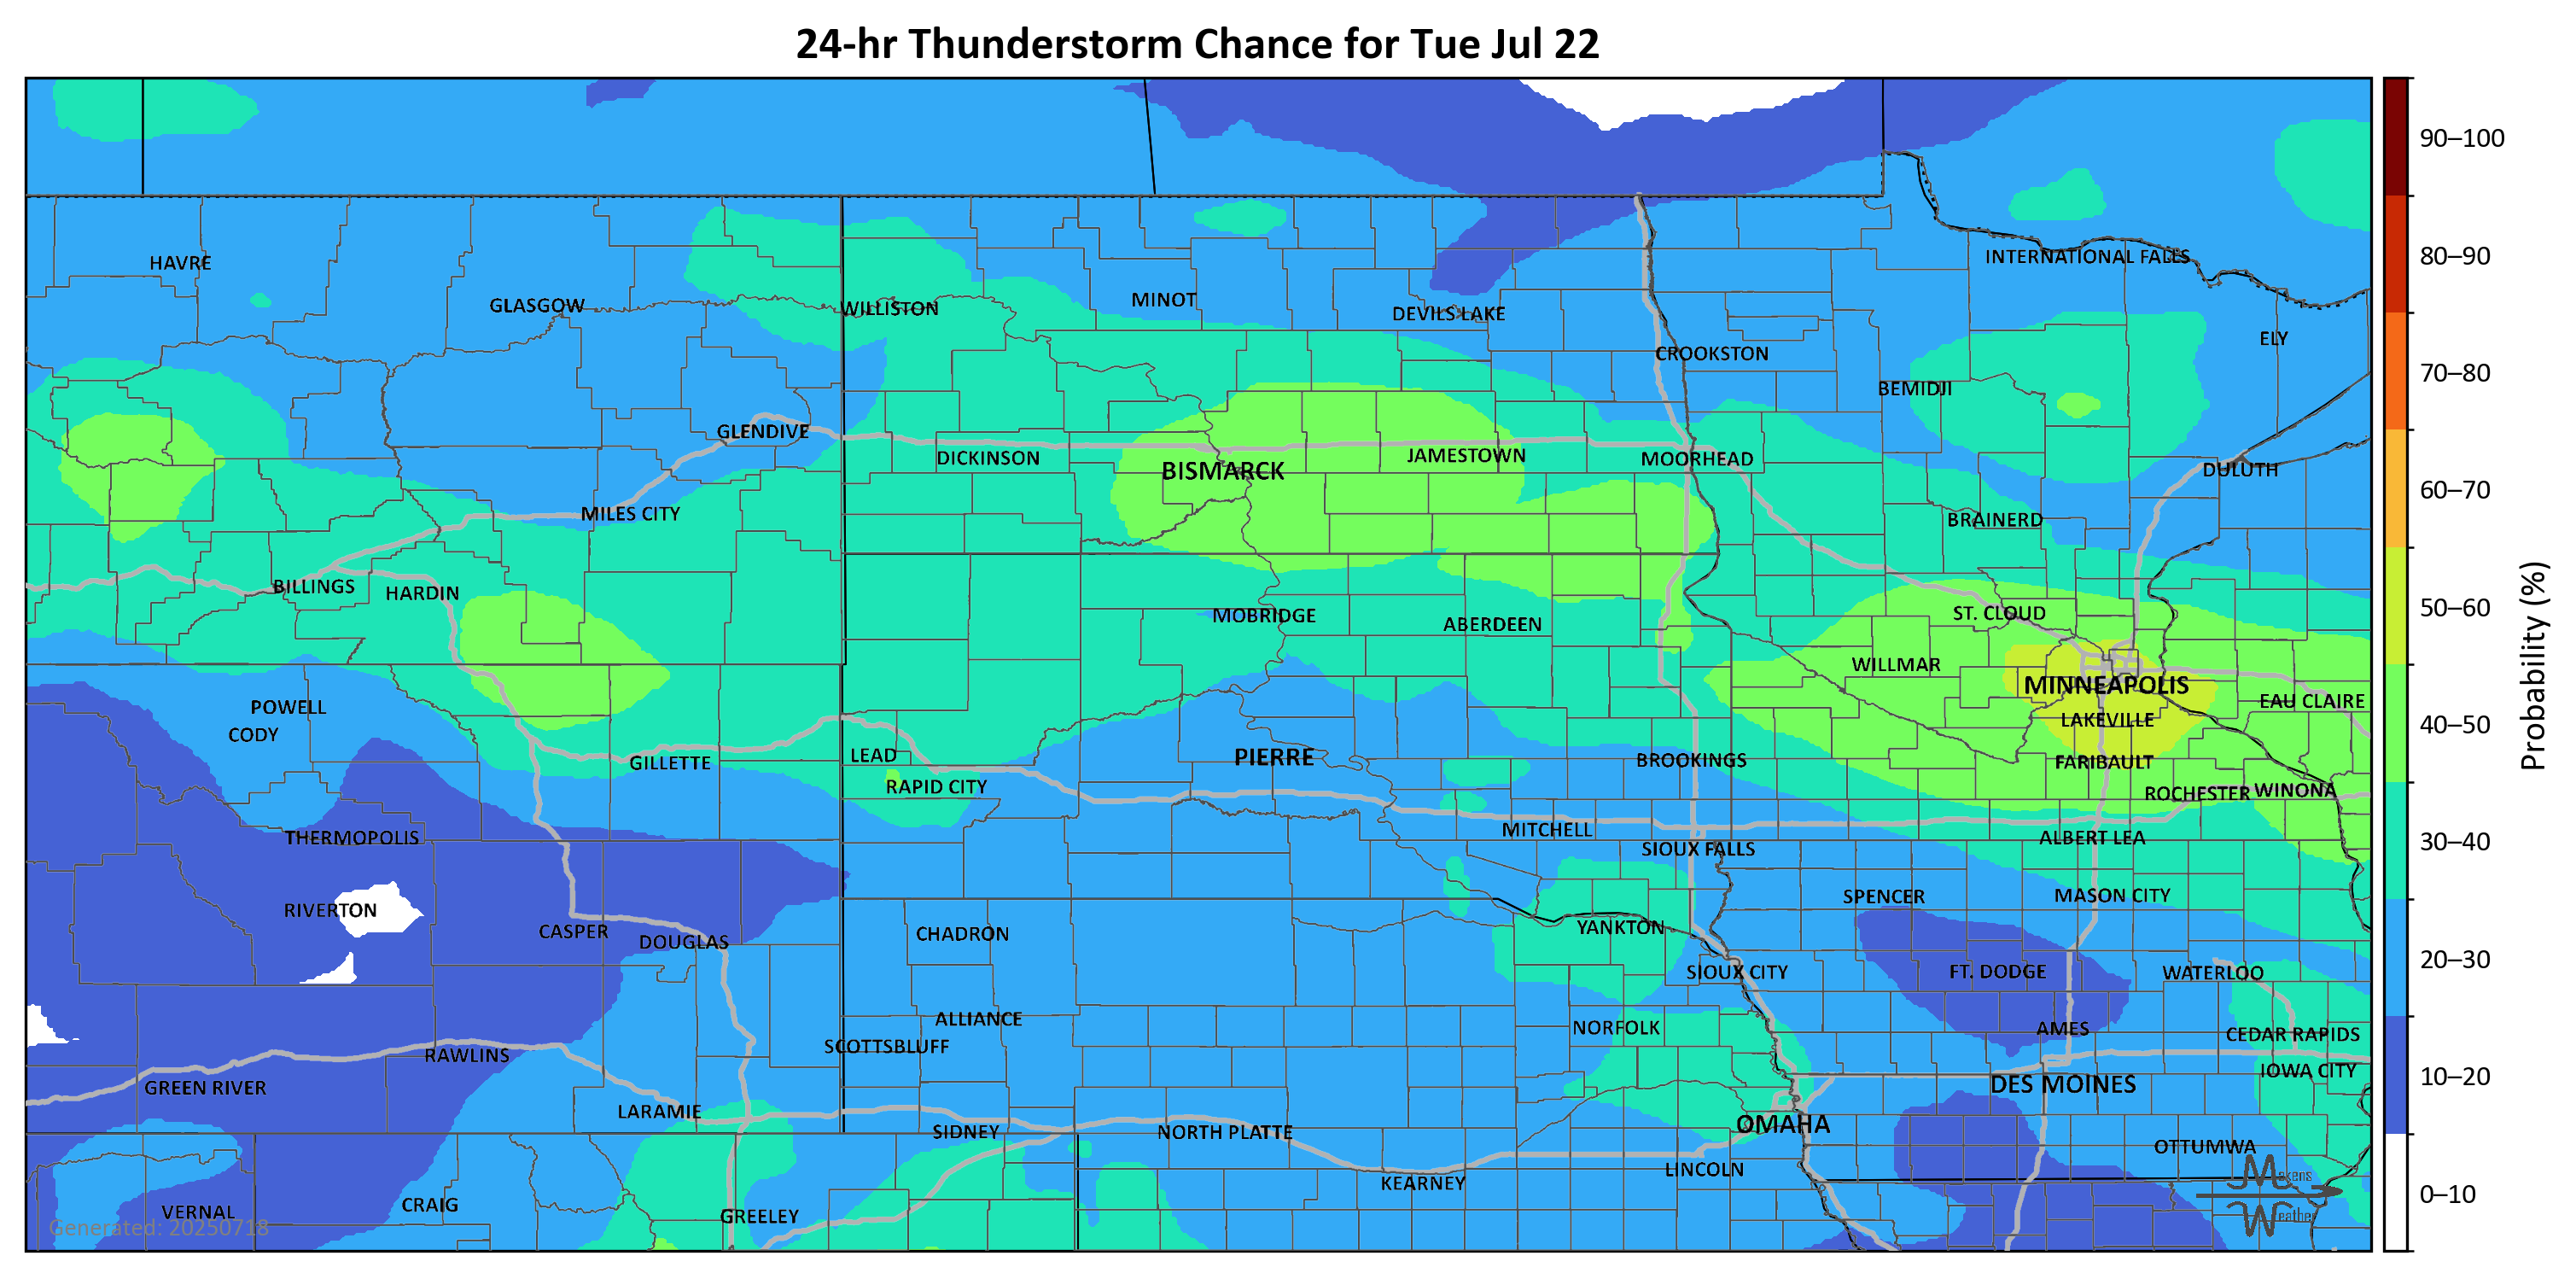 24-hr Thunderstorm Chance for Tue Jul 22
90–100
80–90
70–80
60–70
50–60
40–50
30–40
20–30
10–20
0–10
Probability (%)
HAVRE
INTERNATIONAL FALLS
GLASGOW
WILLISTON
MINOT
DEVILS LAKE
ELY
CROOKSTON
BEMIDJI
GLENDIVE
DICKINSON
BISMARCK
JAMESTOWN
MOORHEAD
DULUTH
MILES CITY
BRAINERD
BILLINGS
HARDIN
MOBRIDGE
ABERDEEN
ST. CLOUD
WILLMAR
MINNEAPOLIS
EAU CLAIRE
POWELL
CODY
LAKEVILLE
LEAD
PIERRE
BROOKINGS
FARIBAULT
GILLETTE
RAPID CITY
ROCHESTER
WINONA
THERMOPOLIS
MITCHELL
ALBERT LEA
SIOUX FALLS
SPENCER
MASON CITY
RIVERTON
CASPER
DOUGLAS
CHADRON
YANKTON
SIOUX CITY
FT. DODGE
WATERLOO
ALLIANCE
NORFOLK
AMES
CEDAR RAPIDS
SCOTTSBLUFF
RAWLINS
GREEN RIVER
IOWA CITY
DES MOINES
LARAMIE
OMAHA
SIDNEY
NORTH PLATTE
OTTUMWA
LINCOLN
KEARNEY
VERNAL
CRAIG
GREELEY
Generated: 20250718
Makens
Weather